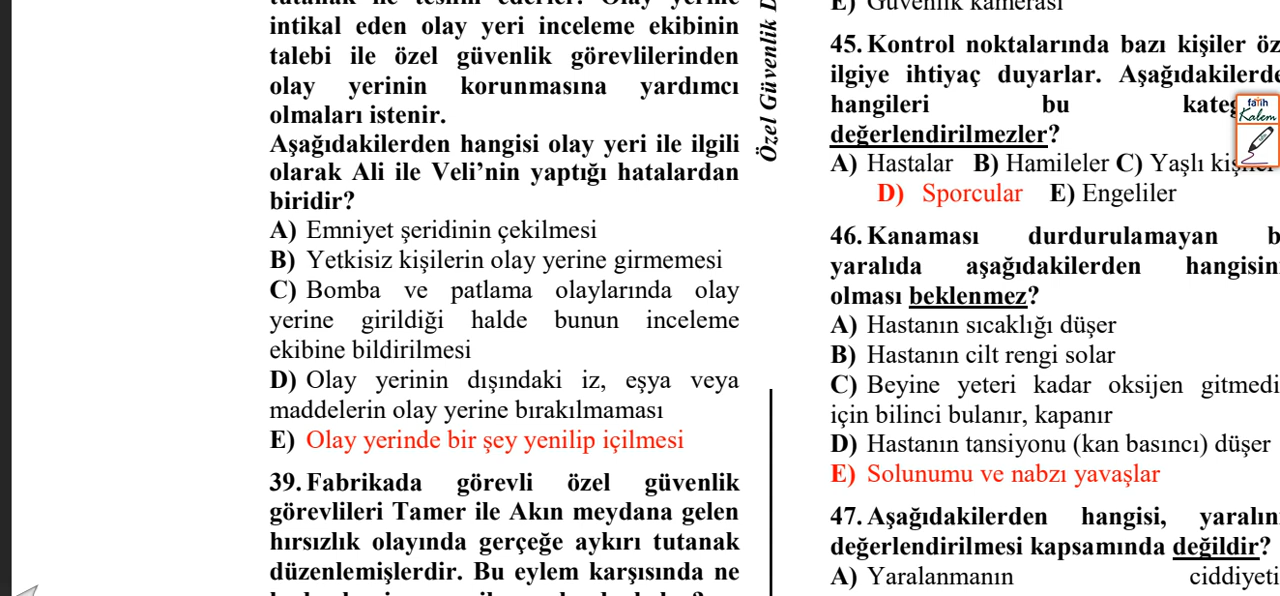 intikal eden olay yeri inceleme ekibinin
talebi ile özel güvenlik görevlilerinden
olay yerinin korunmasına yardımcı
olmaları istenir.
Aşağıdakilerden hangisi olay yeri ile ilgili
olarak Ali ile Veli’nin yaptığı hatalardan
biridir?
A) Emniyet şeridinin çekilmesi
B) Yetkisiz kişilerin olay yerine girmemesi
C) Bomba ve patlama olaylarında olay
yerine girildiği halde bunun inceleme
ekibine bildirilmesi
D) Olay yerinin dışındaki iz, eşya veya
maddelerin olay yerine bırakılmaması
E) Olay yerinde bir şey yenilip içilmesi
39. Fabrikada görevli özel güvenlik
görevlileri Tamer ile Akın meydana gelen
hırsızlık olayında gerçeğe aykırı tutanak
düzenlemişlerdir. Bu eylem karşısında ne
Özel Güvenlik
E) Güvenlik kamerası
45. Kontrol noktalarında bazı kişiler
ilgiye ihtiyaç duyarlar.
hangileri bu
değerlendirilmezler?
A) Hastalar B) Hamileler C) Yaşlı
D) Sporcular E) Engeliler
46. Kanaması durdurulamayan
yaralıda aşağıdakilerden
olması beklenmez?
A) Hastanın sıcaklığı düşer
B) Hastanın cilt rengi solar
C) Beyine yeteri kadar oksijen
için bilinci bulanır, kapanır
D) Hastanın tansiyonu (kan basıncı) düşer
E) Solunumu ve nabzı yavaşlar
47. Aşağıdakilerden hangisi,
değerlendirilmesi kapsamında değildir?
A) Yaralanmanın ciddiyeti
fatih
Kalem